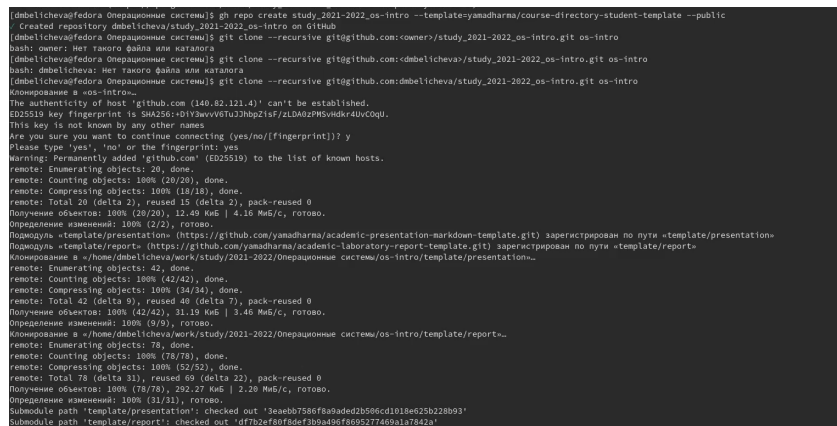 [dmbelicheva@fedora Операционные системы]$ gh repo create study_2021-2022_os-intro --template=yamadharma/course-directory-student-template --public
✓ Created repository dmbelicheva/study_2021-2022_os-intro on GitHub
[dmbelicheva@fedora Операционные системы]$ git clone --recursive git@github.com:<owner>/study_2021-2022_os-intro.git os-intro
bash: owner: Нет такого файла или каталога
[dmbelicheva@fedora Операционные системы]$ git clone --recursive git@github.com:<dmbelicheva>/study_2021-2022_os-intro.git os-intro
bash: dmbelicheva: Нет такого файла или каталога
[dmbelicheva@fedora Операционные системы]$ git clone --recursive git@github.com:dmbelicheva/study_2021-2022_os-intro.git os-intro
Клонирование в «os-intro»…
The authenticity of host 'github.com (140.82.121.4)' can't be established.
ED25519 key fingerprint is SHA256:+DiY3wvvV6TuJJhbpZisF/zLDA0zPMSvHdkr4UvCOqU.
This key is not known by any other names
Are you sure you want to continue connecting (yes/no/[fingerprint])? y
Please type 'yes', 'no' or the fingerprint: yes
Warning: Permanently added 'github.com' (ED25519) to the list of known hosts.
remote: Enumerating objects: 20, done.
remote: Counting objects: 100% (20/20), done.
remote: Compressing objects: 100% (18/18), done.
remote: Total 20 (delta 2), reused 15 (delta 2), pack-reused 0
Получение объектов: 100% (20/20), 12.49 КиБ | 4.16 МиБ/с, готово.
Определение изменений: 100% (2/2), готово.
Подмодуль «template/presentation» (https://github.com/yamadharma/academic-presentation-markdown-template.git) зарегистрирован по пути «template/presentation»
Подмодуль «template/report» (https://github.com/yamadharma/academic-laboratory-report-template.git) зарегистрирован по пути «template/report»
Клонирование в «/home/dmbelicheva/work/study/2021-2022/Операционные системы/os-intro/template/presentation»…
remote: Enumerating objects: 42, done.
remote: Counting objects: 100% (42/42), done.
remote: Compressing objects: 100% (34/34), done.
remote: Total 42 (delta 9), reused 40 (delta 7), pack-reused 0
Получение объектов: 100% (42/42), 31.19 КиБ | 3.46 МиБ/с, готово.
Определение изменений: 100% (9/9), готово.
Клонирование в «/home/dmbelicheva/work/study/2021-2022/Операционные системы/os-intro/template/report»…
remote: Enumerating objects: 78, done.
remote: Counting objects: 100% (78/78), done.
remote: Compressing objects: 100% (52/52), done.
remote: Total 78 (delta 31), reused 69 (delta 22), pack-reused 0
Получение объектов: 100% (78/78), 292.27 КиБ | 2.20 МиБ/с, готово.
Определение изменений: 100% (31/31), готово.
Submodule path 'template/presentation': checked out '3eaebb7586f8a9aded2b506cd1018e625b228b93'
Submodule path 'template/report': checked out 'df7b2ef80f8def3b9a496f8695277469a1a7842a'